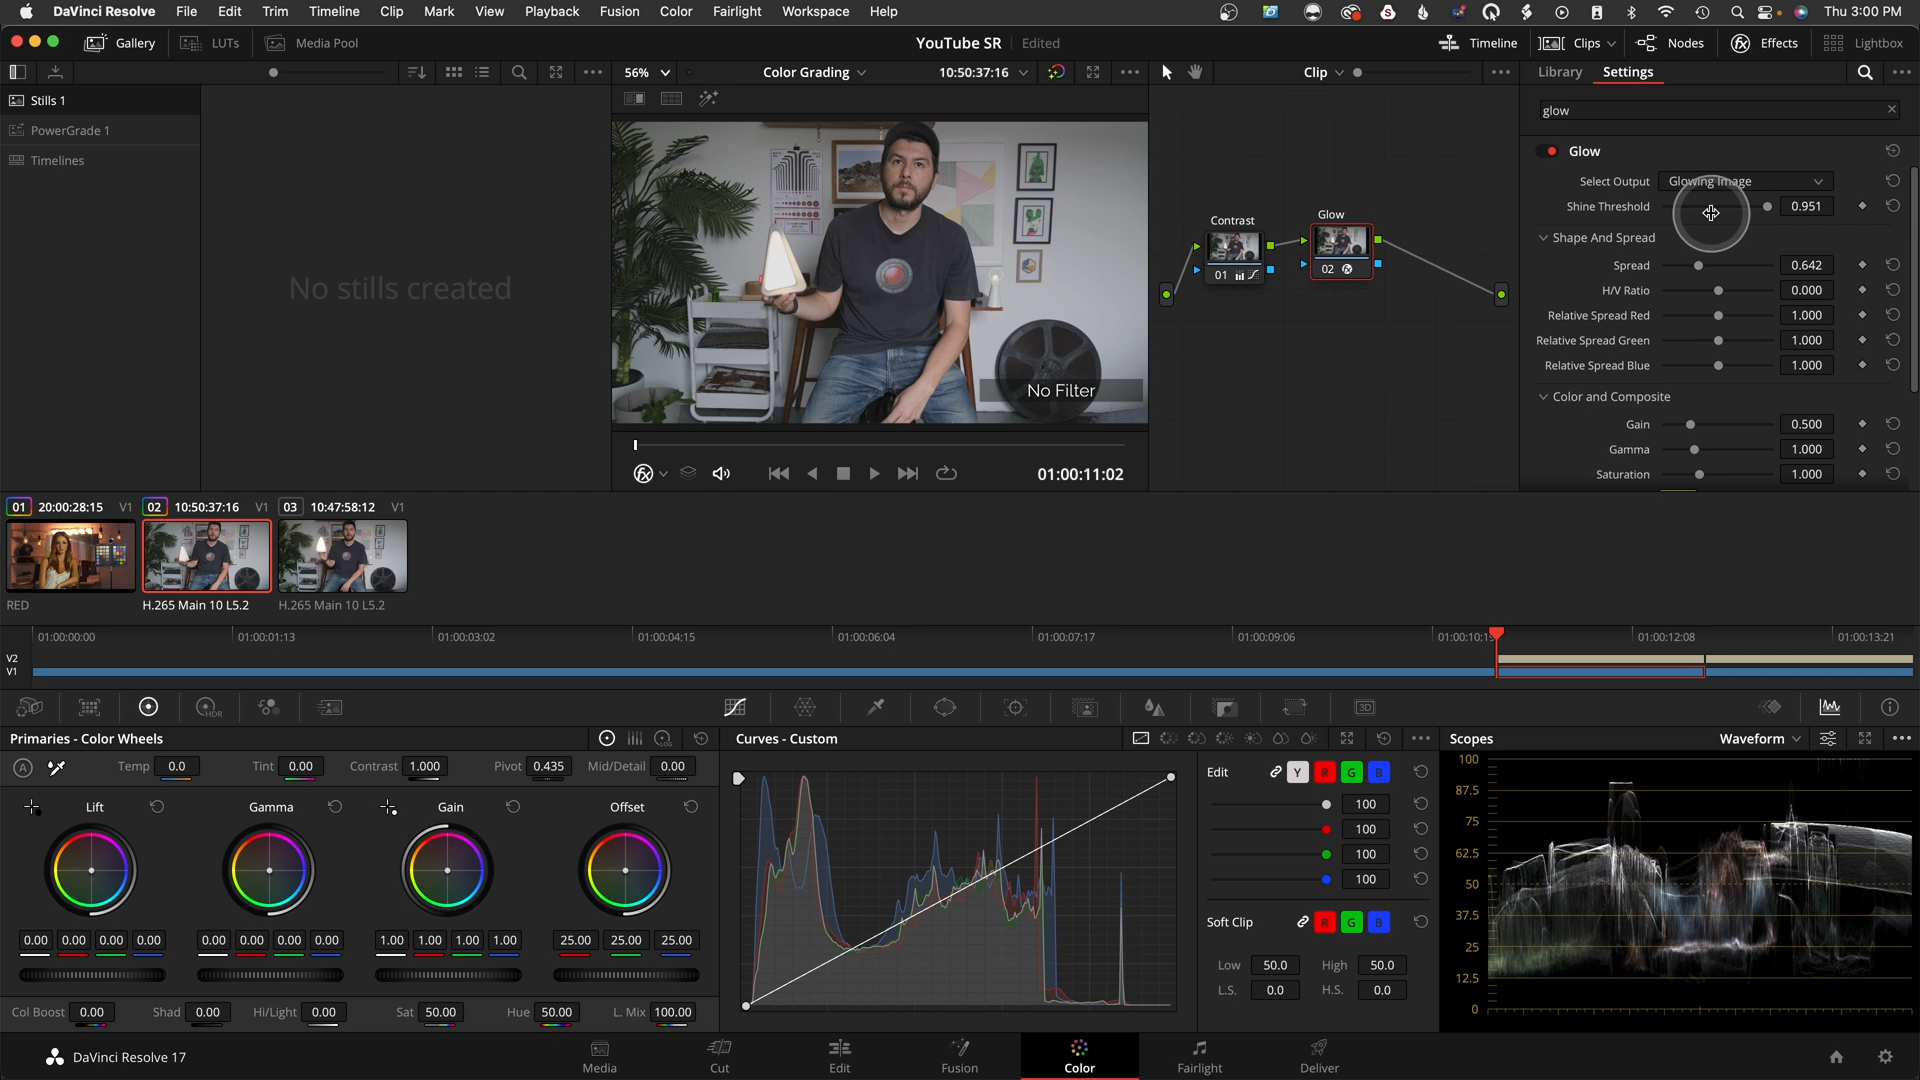 DaVinci Resolve File Edit Trim Timeline Clip Mark View Playback Fusion Color Fairlight Workspace Help Thu 3:00 PM
Gallery LUTs Media Pool YouTube SR Edited Timeline Clips Nodes Effects Lightbox
56% Color Grading 10:50:37:16 Clip Library Settings
Stills 1
PowerGrade 1
Timelines
No stills created
No Filter
01:00:11:02
Contrast
01
Glow
02
glow
Glow
Select Output Glowing Image
Shine Threshold 0.951
Shape And Spread
Spread 0.642
H/V Ratio 0.000
Relative Spread Red 1.000
Relative Spread Green 1.000
Relative Spread Blue 1.000
Color and Composite
Gain 0.500
Gamma 1.000
Saturation 1.000
01 20:00:28:15 V1 02 10:50:37:16 V1 03 10:47:58:12 V1
RED H.265 Main 10 L5.2 H.265 Main 10 L5.2
01:00:00:00 01:00:01:13 01:00:03:02 01:00:04:15 01:00:06:04 01:00:07:17 01:00:09:06 01:00:10:19 01:00:12:08 01:00:13:21
V2
V1
HDR 3D
Primaries - Color Wheels
LOG
A Temp 0.0 Tint 0.00 Contrast 1.000 Pivot 0.435 Mid/Detail 0.00
Lift Gamma Gain Offset
0.00 0.00 0.00 0.00 0.00 0.00 0.00 0.00 1.00 1.00 1.00 1.00 25.00 25.00 25.00
Col Boost 0.00 Shad 0.00 Hi/Light 0.00 Sat 50.00 Hue 50.00 L. Mix 100.00
Curves - Custom
Edit Y R G B
100
100
100
100
Soft Clip R G B
Low 50.0 High 50.0
L.S. 0.0 H.S. 0.0
Scopes Waveform
100
87.5
75
62.5
50
37.5
25
12.5
0
DaVinci Resolve 17 Media Cut Edit Fusion Color Fairlight Deliver